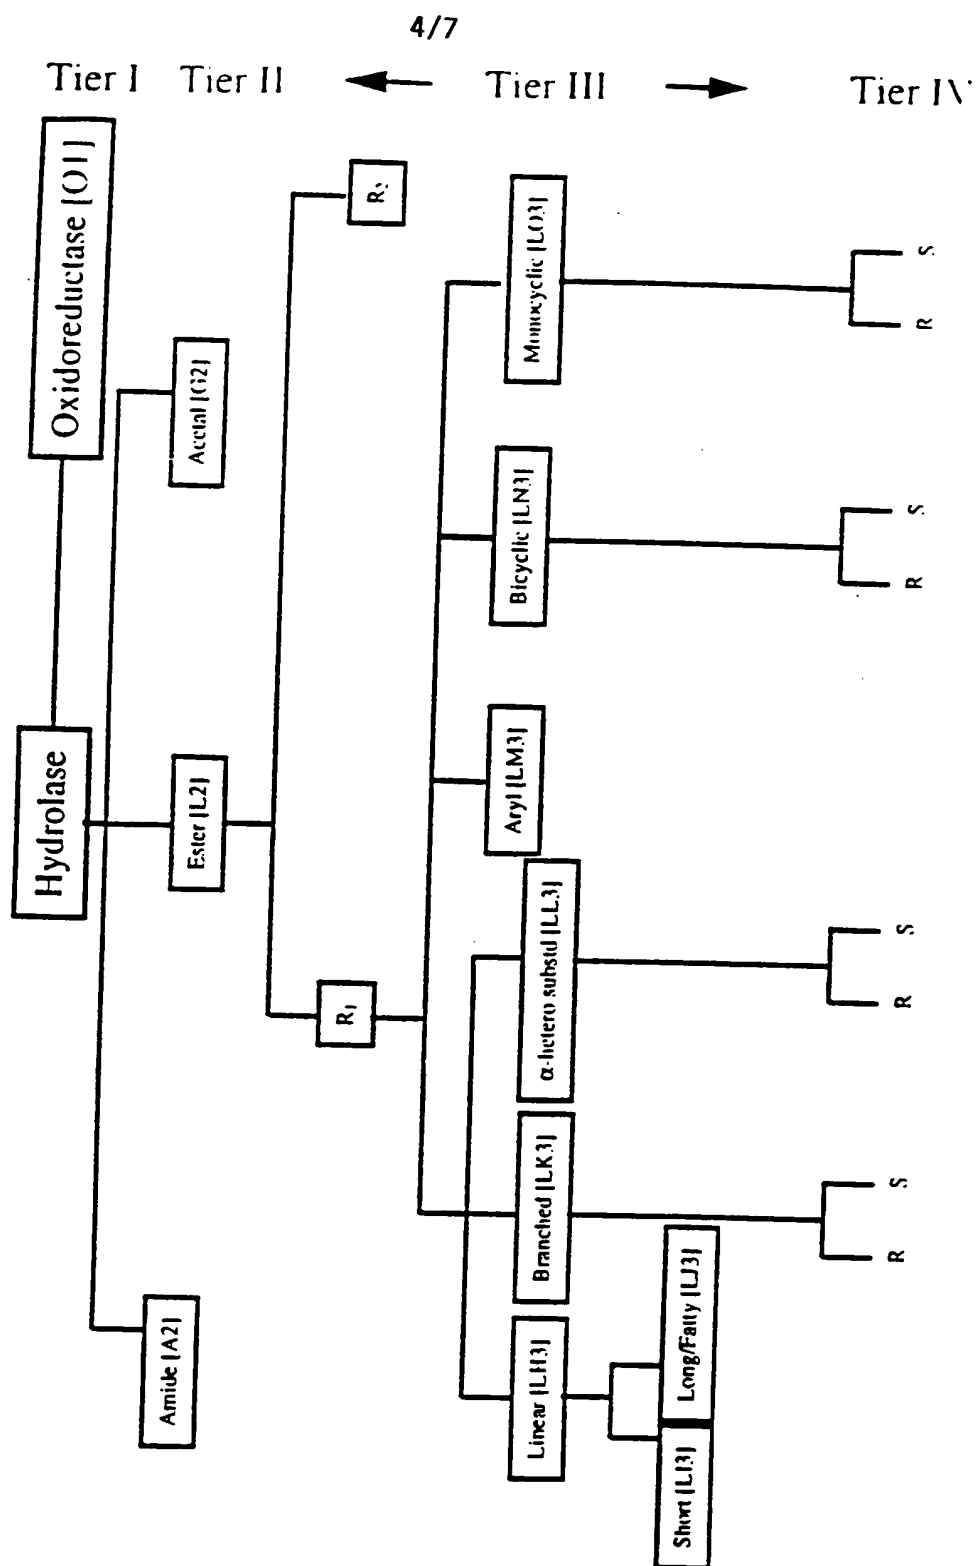 4/7
Tier I
Tier II
Tier III
Tier IV
Oxidoreductase [O1]
Hydrolase
Amide [A2]
Ester [L2]
Acetal [G2]
R1
R2
Linear [LH3]
Branched [LK3]
α-hetero substd [LL3]
Aryl [LM3]
Bicyclic [LN3]
Monocyclic [LO3]
Short [LI3]
Long/Fatty [LJ3]
R
S
R
S
R
S
R
S